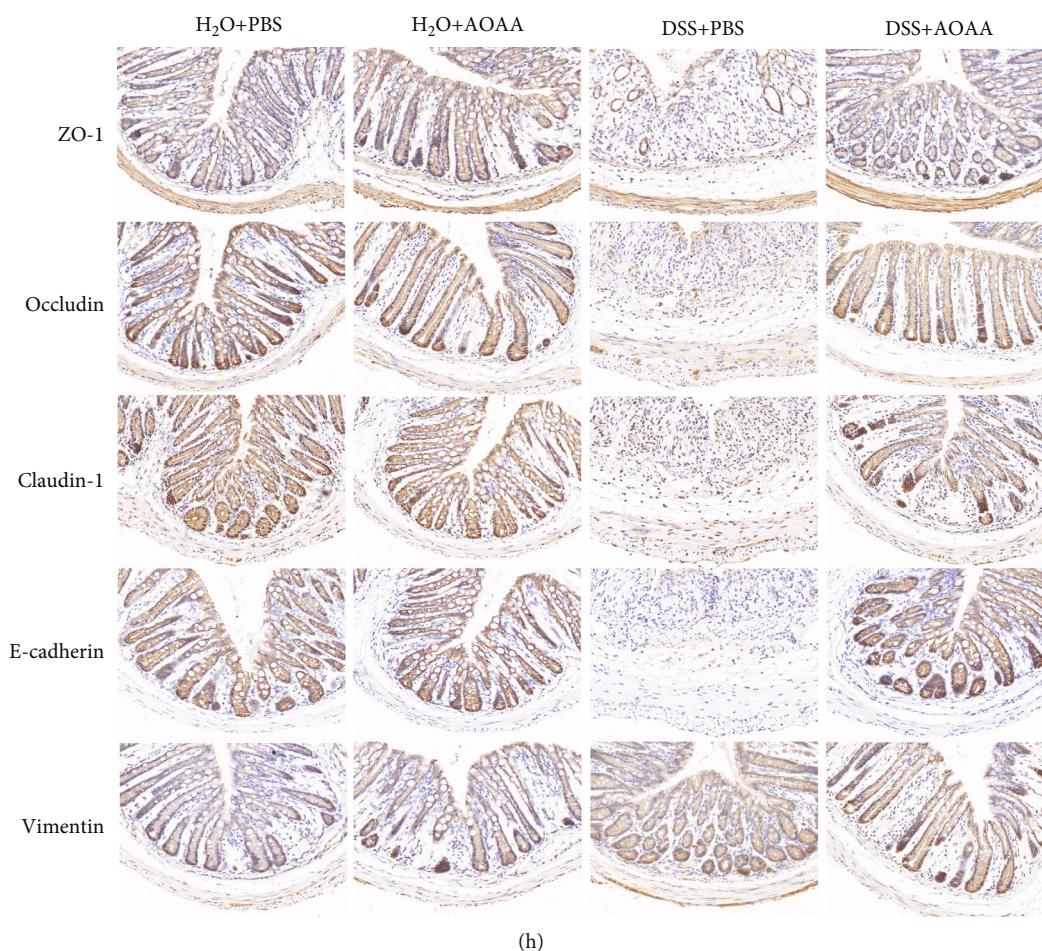 H₂O+PBS H₂O+AOAA DSS+PBS DSS+AOAA
ZO-1
Occludin
Claudin-1
E-cadherin
Vimentin
(h)